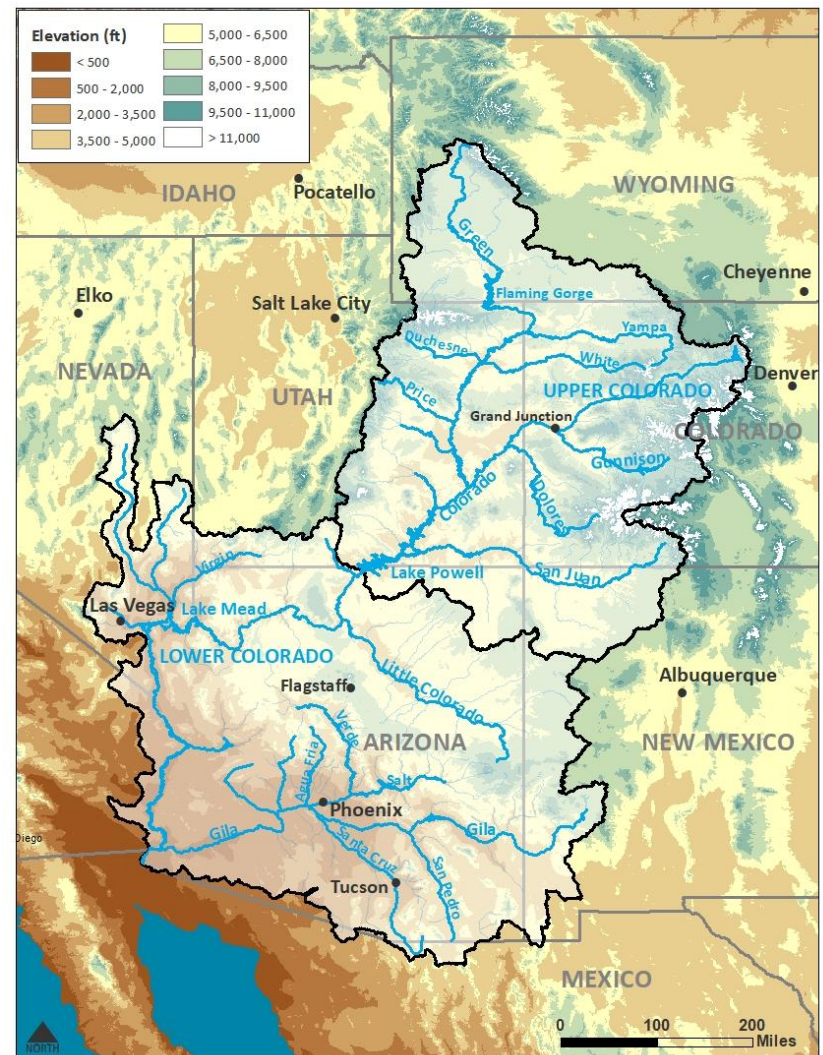 Elevation (ft)
< 500
500 - 2,000
2,000 - 3,500
3,500 - 5,000
5,000 - 6,500
6,500 - 8,000
8,000 - 9,500
9,500 - 11,000
> 11,000
IDAHO
Pocatello
WYOMING
Green
Cheyenne
Elko
Salt Lake City
Flaming Gorge
Yampa
Duchesne
White
NEVADA
UTAH
Price
UPPER COLORADO
Denver
Grand Junction
COLORADO
Gunnison
Colorado
Dolores
Virgin
Lake Powell
San Juan
Las Vegas
Lake Mead
LOWER COLORADO
Flagstaff
Little Colorado
Albuquerque
Verde
ARIZONA
NEW MEXICO
Agua Fria
Salt
Phoenix
Diego
Gila
Gila
Santa Cruz
San Pedro
Tucson
MEXICO
NORTH
0 100 200
Miles